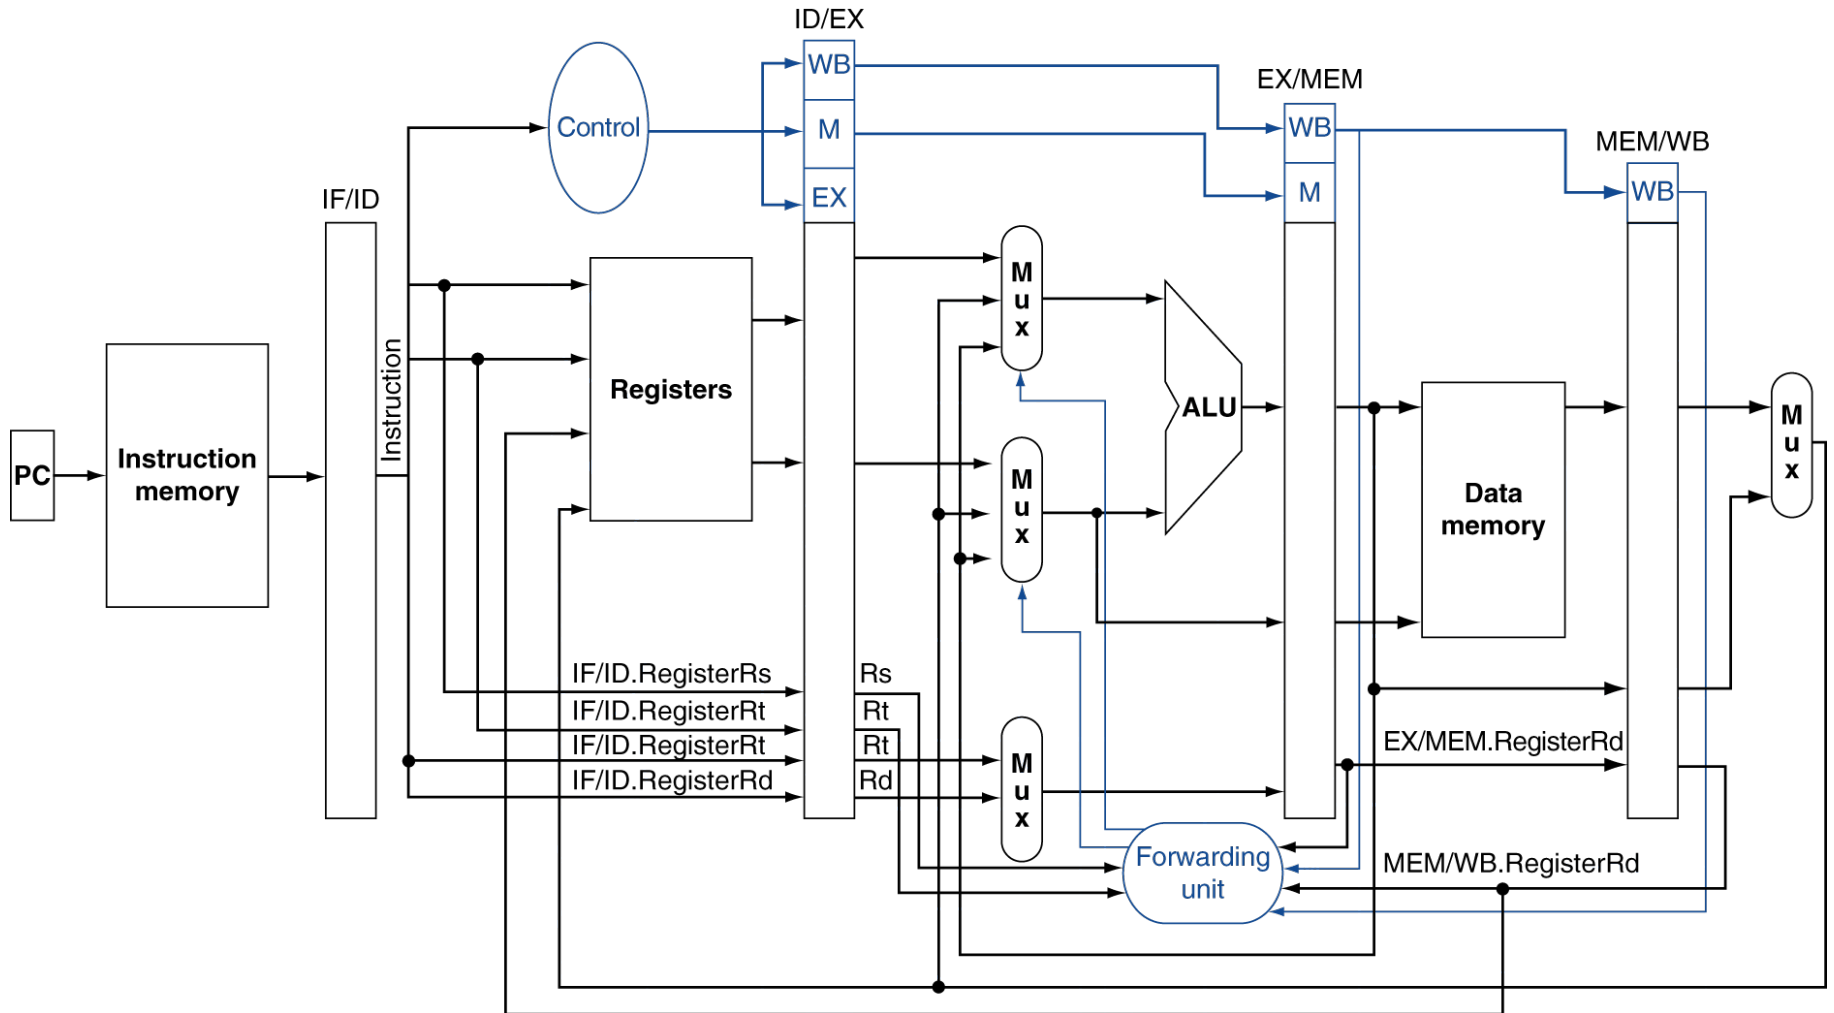 ID/EX
WB
M
EX
Control
EX/MEM
WB
M
MEM/WB
WB
IF/ID
Instruction
PC
Instruction
memory
Registers
M
u
x
M
u
x
ALU
Data
memory
M
u
x
IF/ID.RegisterRs
Rs
IF/ID.RegisterRt
Rt
IF/ID.RegisterRt
Rt
IF/ID.RegisterRd
Rd
M
u
x
EX/MEM.RegisterRd
Forwarding
unit
MEM/WB.RegisterRd